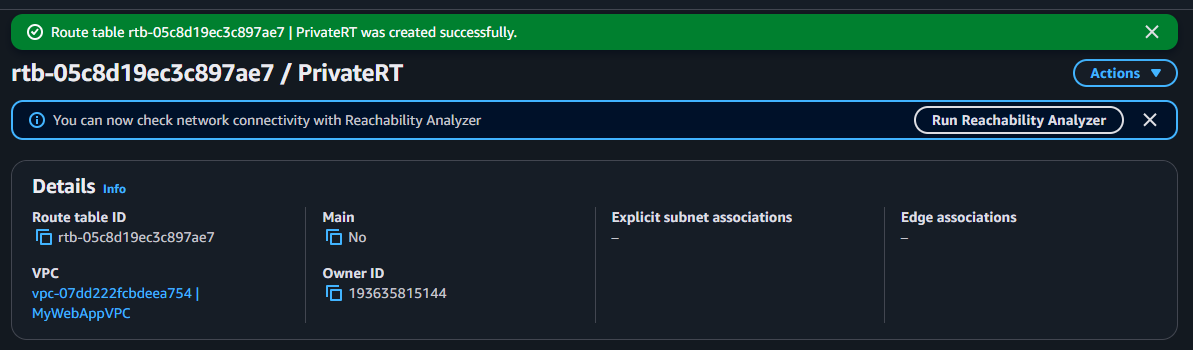 Route table rtb-05c8d19ec3c897ae7 | PrivateRT was created successfully.
rtb-05c8d19ec3c897ae7 / PrivateRT
Actions
You can now check network connectivity with Reachability Analyzer
Run Reachability Analyzer
Details Info
Route table ID
rtb-05c8d19ec3c897ae7
Main
No
Explicit subnet associations
–
Edge associations
–
VPC
vpc-07dd222fcbdeea754 |
MyWebAppVPC
Owner ID
193635815144